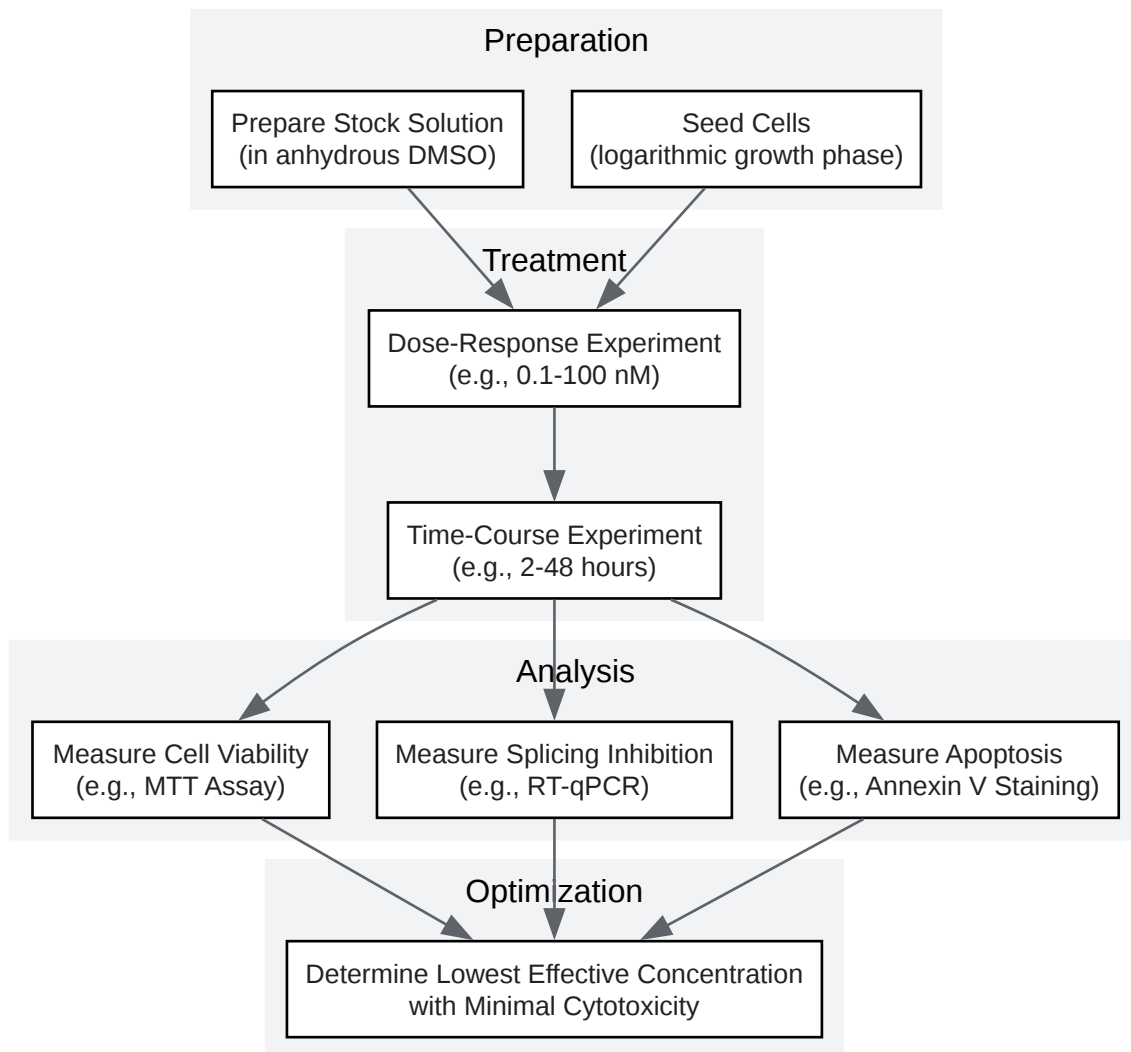 Preparation
Prepare Stock Solution
(in anhydrous DMSO)
Seed Cells
(logarithmic growth phase)
Treatment
Dose-Response Experiment
(e.g., 0.1-100 nM)
Time-Course Experiment
(e.g., 2-48 hours)
Analysis
Measure Cell Viability
(e.g., MTT Assay)
Measure Splicing Inhibition
(e.g., RT-qPCR)
Measure Apoptosis
(e.g., Annexin V Staining)
Optimization
Determine Lowest Effective Concentration
with Minimal Cytotoxicity